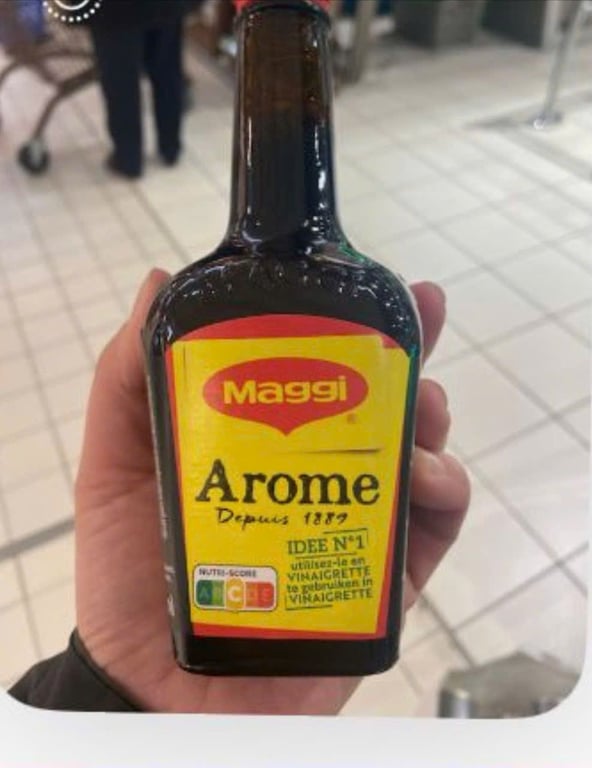 Maggi
Arome
Depuis 1889
IDEE N°1
utilisez-le en
VINAIGRETTE
te gebruiken in
VINAIGRETTE
NUTRI-SCORE
A B C D E